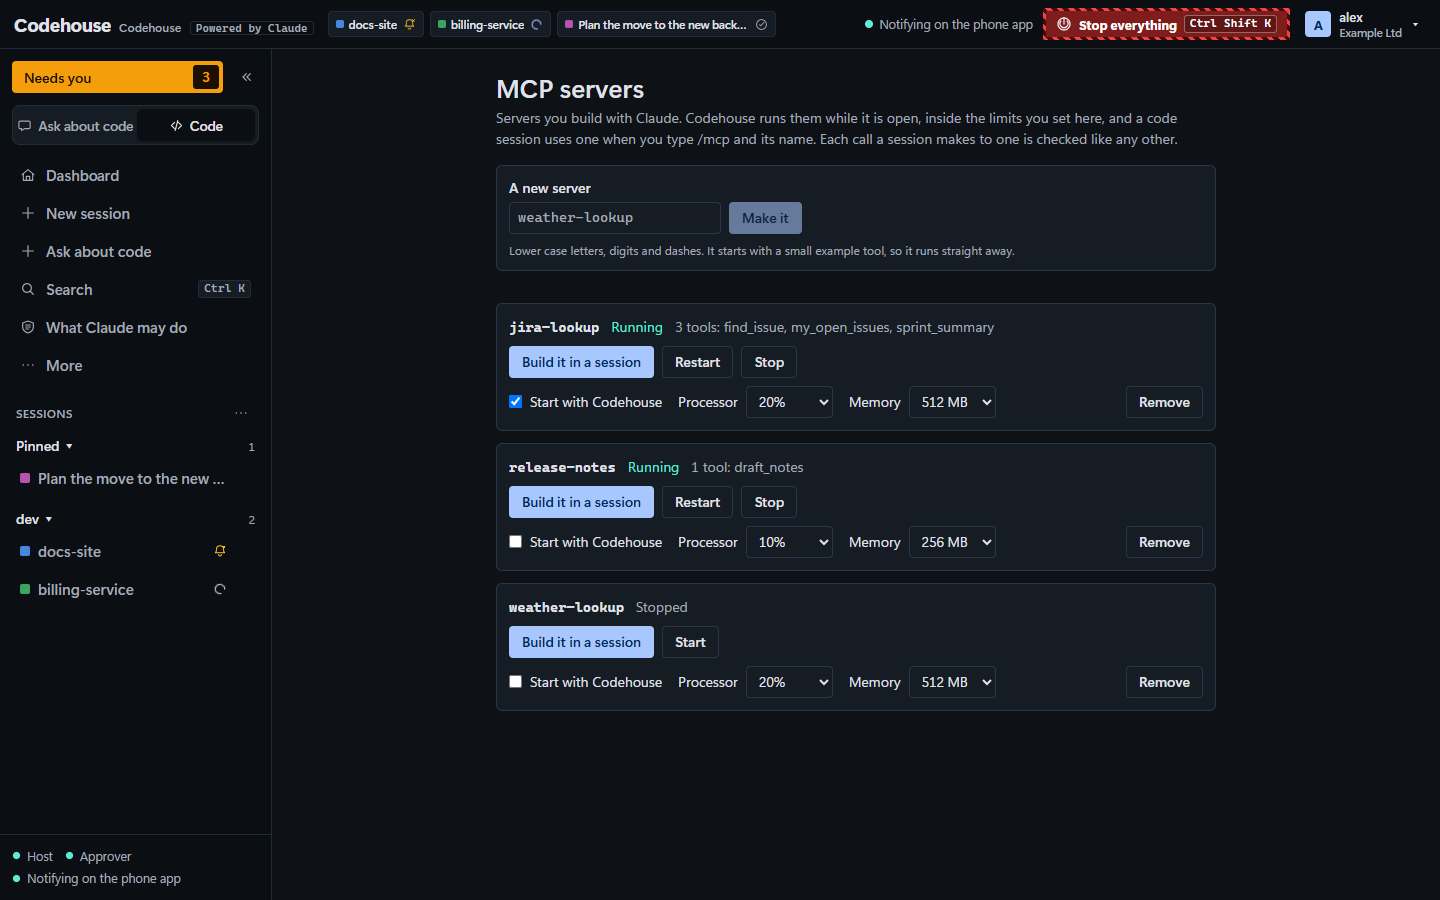 Codehouse Codehouse Powered by Claude docs-site billing-service Plan the move to the new back... Notifying on the phone app Stop everything Ctrl Shift K A alex
Example Ltd
Needs you 3
Ask about code Code
Dashboard
New session
Ask about code
Search Ctrl K
What Claude may do
More
SESSIONS
Pinned 1
Plan the move to the new ...
dev 2
docs-site
billing-service
Host Approver
Notifying on the phone app
MCP servers
Servers you build with Claude. Codehouse runs them while it is open, inside the limits you set here, and a code
session uses one when you type /mcp and its name. Each call a session makes to one is checked like any other.
A new server
weather-lookup Make it
Lower case letters, digits and dashes. It starts with a small example tool, so it runs straight away.
jira-lookup Running 3 tools: find_issue, my_open_issues, sprint_summary
Build it in a session Restart Stop
Start with Codehouse Processor 20% Memory 512 MB Remove
release-notes Running 1 tool: draft_notes
Build it in a session Restart Stop
Start with Codehouse Processor 10% Memory 256 MB Remove
weather-lookup Stopped
Build it in a session Start
Start with Codehouse Processor 20% Memory 512 MB Remove